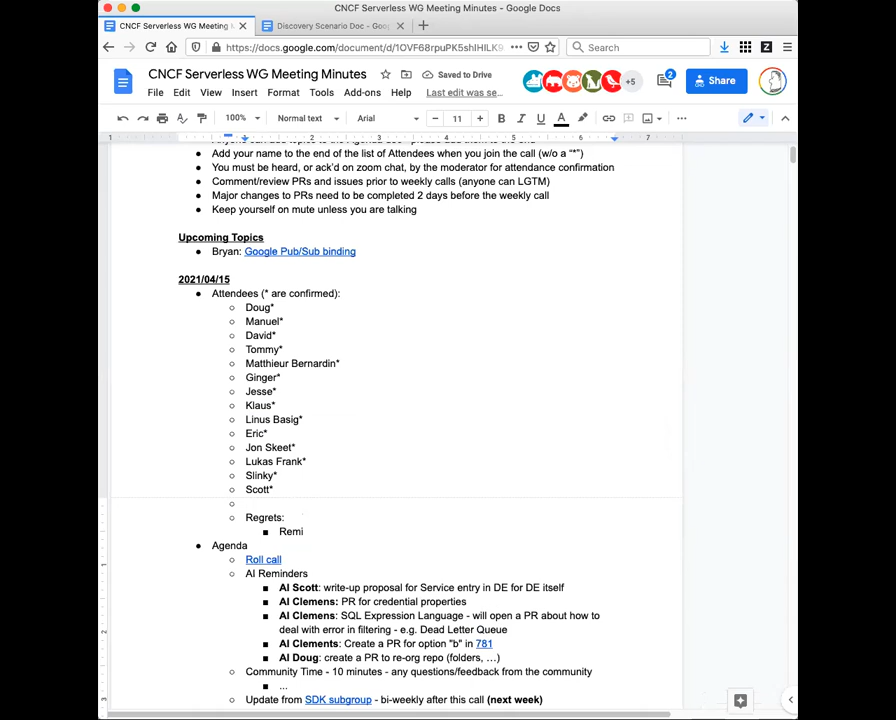 CNCF Serverless WG Meeting Minutes - Google Docs
CNCF Serverless WG Meeting M
Discovery Scenario Doc - Goo
Search
CNCF Serverless WG Meeting Minutes
Saved to Drive
+5
2
Share
File Edit View Insert Format Tools Add-ons Help Last edit was se...
100% Normal text Arial 11 B I U A
1 1 2 3 4 5 6 7
Add your name to the end of the list of Attendees when you join the call (w/o a "*")
You must be heard, or ack'd on zoom chat, by the moderator for attendance confirmation
Comment/review PRs and issues prior to weekly calls (anyone can LGTM)
Major changes to PRs need to be completed 2 days before the weekly call
Keep yourself on mute unless you are talking
Upcoming Topics
Bryan: Google Pub/Sub binding
2021/04/15
Attendees (* are confirmed):
Doug*
Manuel*
David*
Tommy*
Matthieur Bernardin*
Ginger*
Jesse*
Klaus*
Linus Basig*
Eric*
Jon Skeet*
Lukas Frank*
Slinky*
Scott*
Regrets:
Remi
Agenda
Roll call
AI Reminders
AI Scott: write-up proposal for Service entry in DE for DE itself
AI Clemens: PR for credential properties
AI Clemens: SQL Expression Language - will open a PR about how to
deal with error in filtering - e.g. Dead Letter Queue
AI Clements: Create a PR for option "b" in 781
AI Doug: create a PR to re-org repo (folders, ...)
Community Time - 10 minutes - any questions/feedback from the community
...
Update from SDK subgroup - bi-weekly after this call (next week)